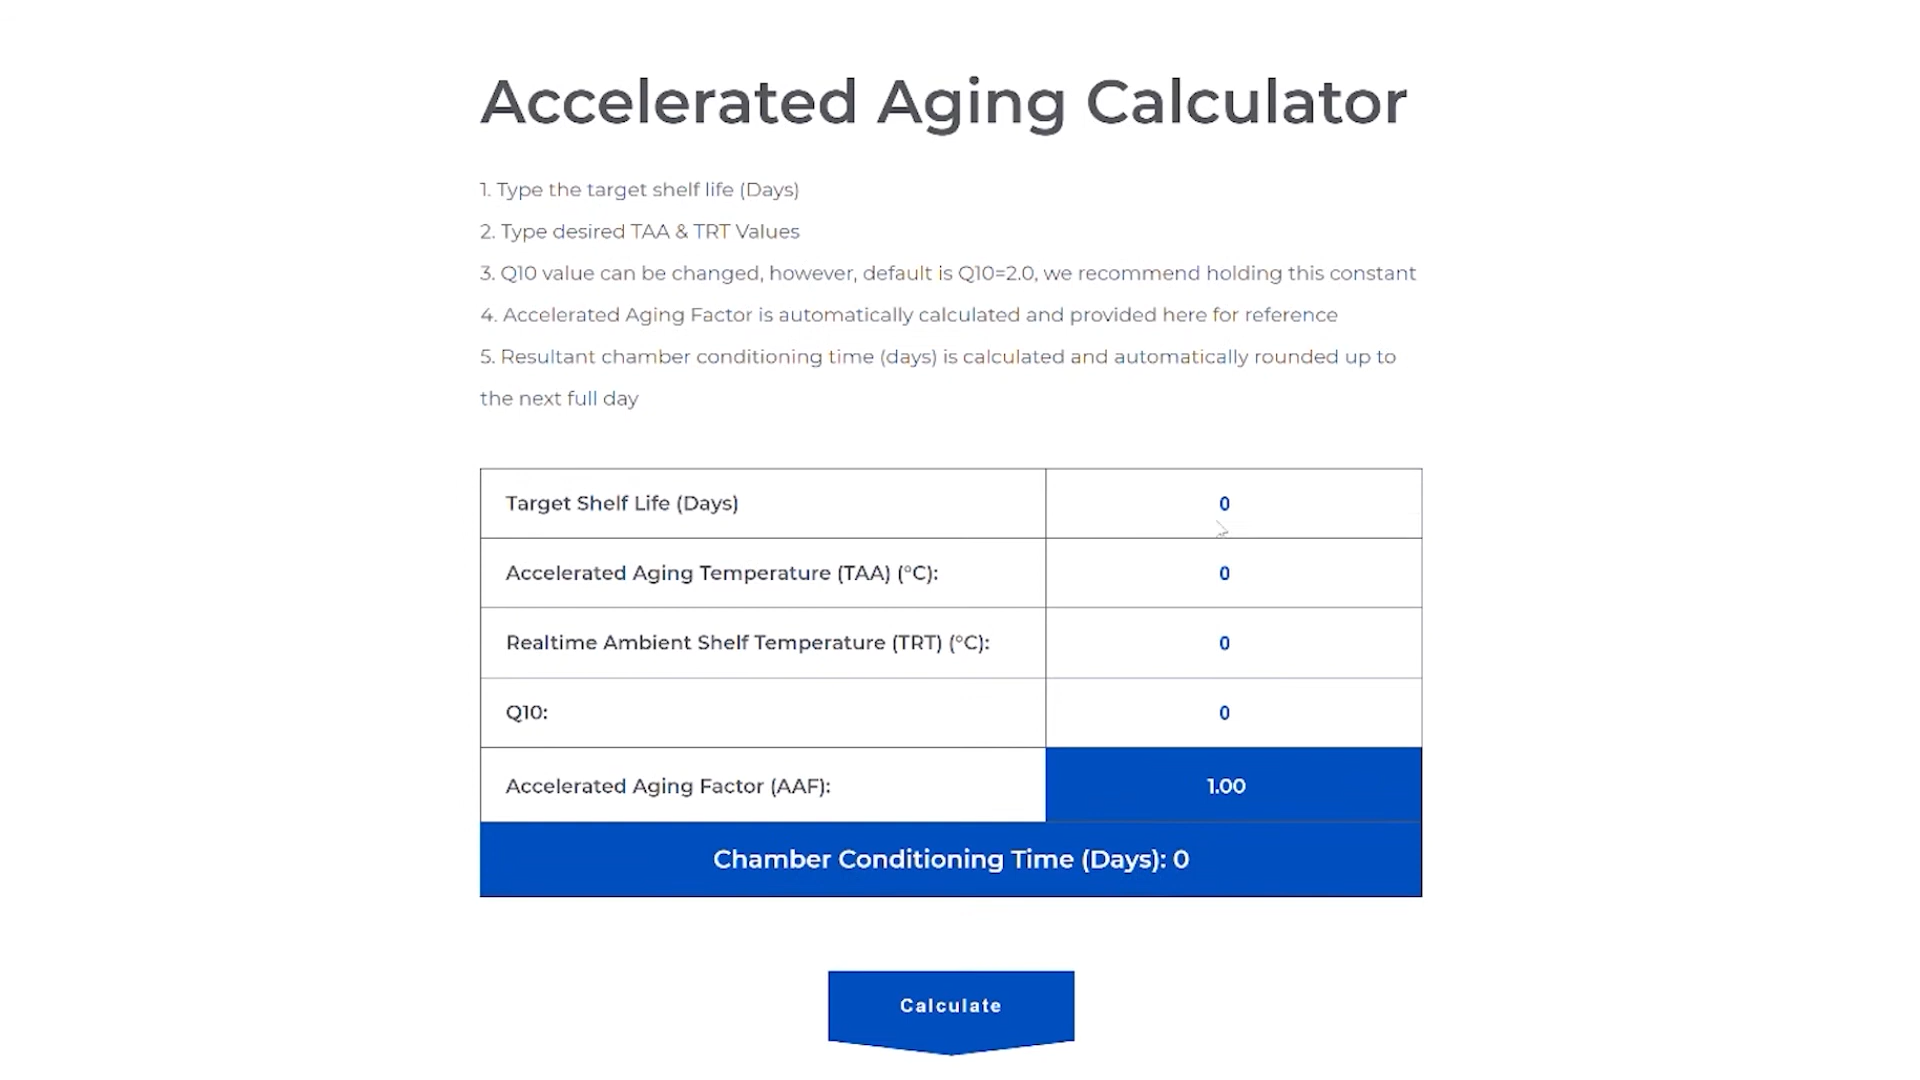 Accelerated Aging Calculator
1. Type the target shelf life (Days)
2. Type desired TAA & TRT Values
3. Q10 value can be changed, however, default is Q10=2.0, we recommend holding this constant
4. Accelerated Aging Factor is automatically calculated and provided here for reference
5. Resultant chamber conditioning time (days) is calculated and automatically rounded up to
the next full day
Target Shelf Life (Days) 0
Accelerated Aging Temperature (TAA) (°C): 0
Realtime Ambient Shelf Temperature (TRT) (°C): 0
Q10: 0
Accelerated Aging Factor (AAF): 1.00
Chamber Conditioning Time (Days): 0
Calculate